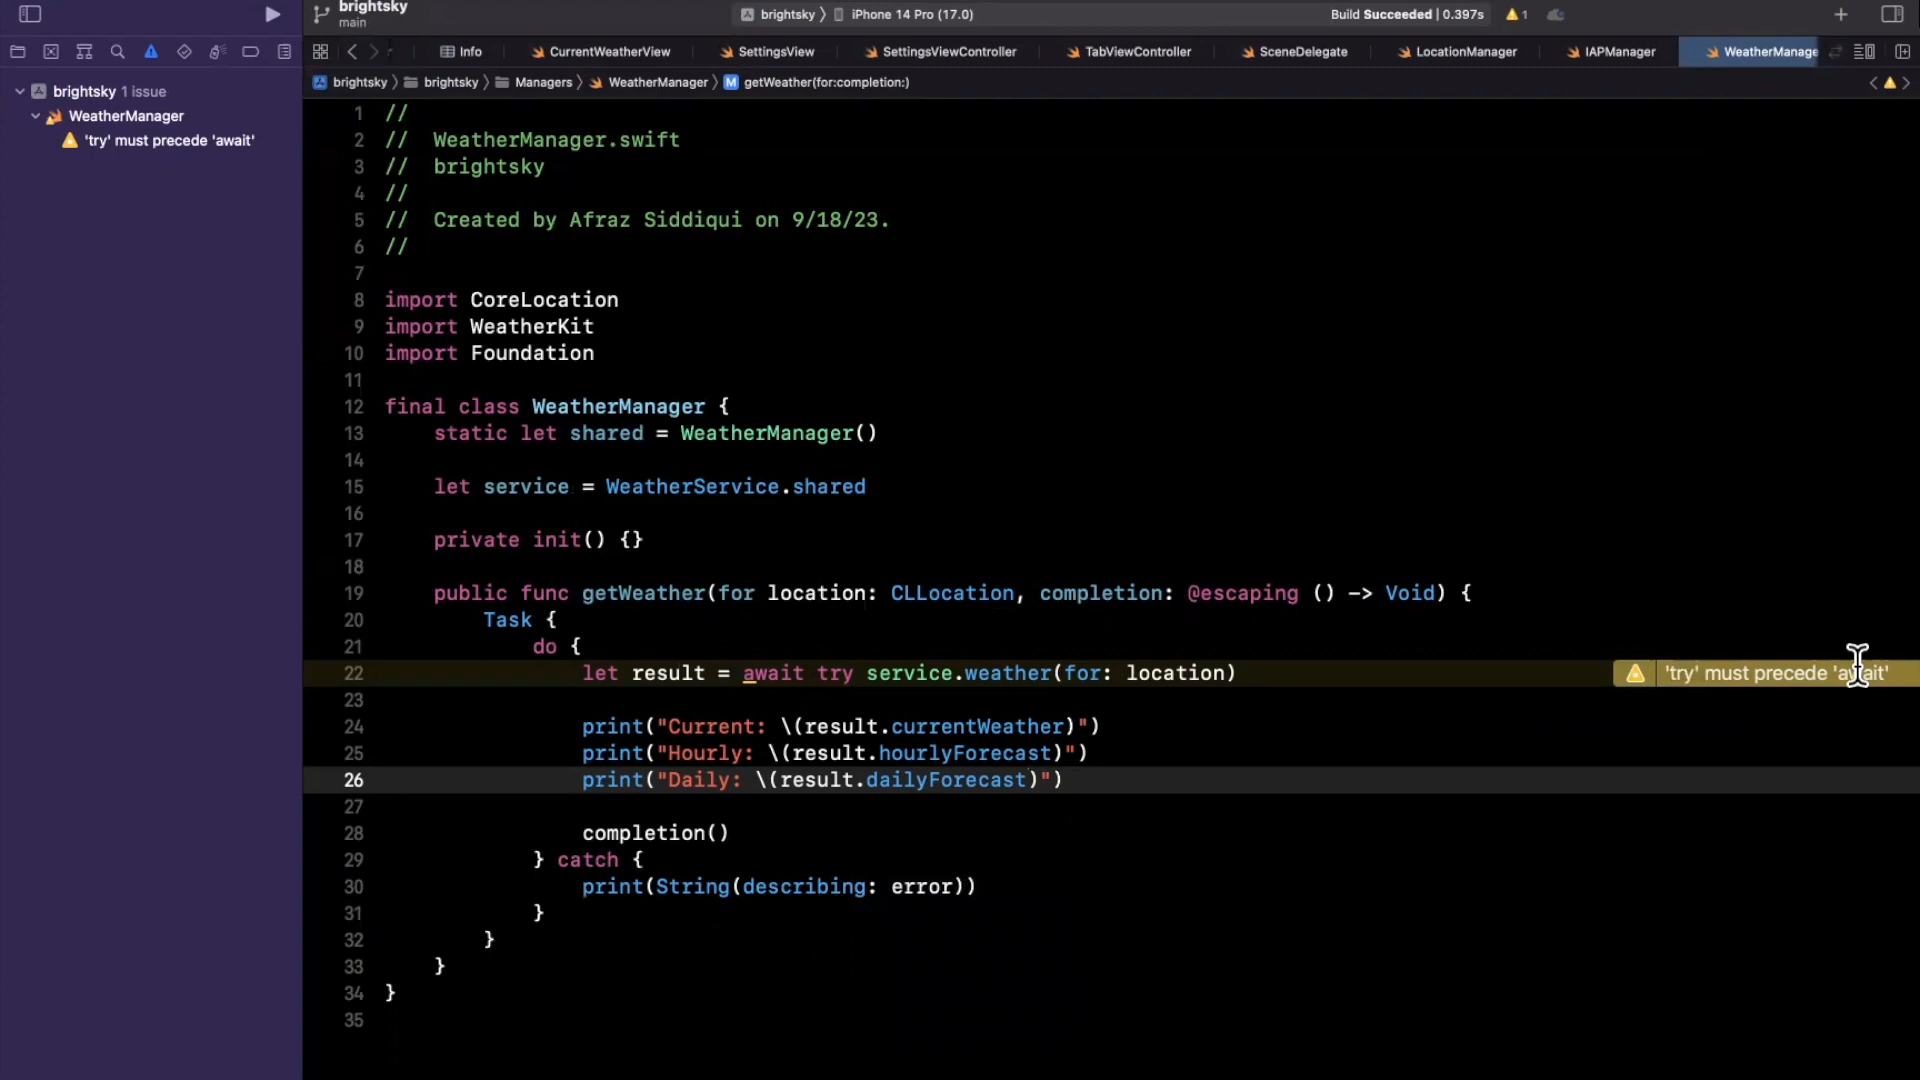 brightsky
main
brightsky 〉 iPhone 14 Pro (17.0)
Build Succeeded | 0.397s
1
Info
CurrentWeatherView
SettingsView
SettingsViewController
TabViewController
SceneDelegate
LocationManager
IAPManager
WeatherManage
brightsky 〉 brightsky 〉 Managers 〉 WeatherManager 〉 M getWeather(for:completion:)
brightsky 1 issue
WeatherManager
'try' must precede 'await'
1 //
2 //  WeatherManager.swift
3 //  brightsky
4 //
5 //  Created by Afraz Siddiqui on 9/18/23.
6 //
7
8 import CoreLocation
9 import WeatherKit
10 import Foundation
11
12 final class WeatherManager {
13     static let shared = WeatherManager()
14
15     let service = WeatherService.shared
16
17     private init() {}
18
19     public func getWeather(for location: CLLocation, completion: @escaping () -> Void) {
20         Task {
21             do {
22                 let result = await try service.weather(for: location)
'try' must precede 'await'
23
24                 print("Current: \(result.currentWeather)")
25                 print("Hourly: \(result.hourlyForecast)")
26                 print("Daily: \(result.dailyForecast)")
27
28                 completion()
29             } catch {
30                 print(String(describing: error))
31             }
32         }
33     }
34 }
35